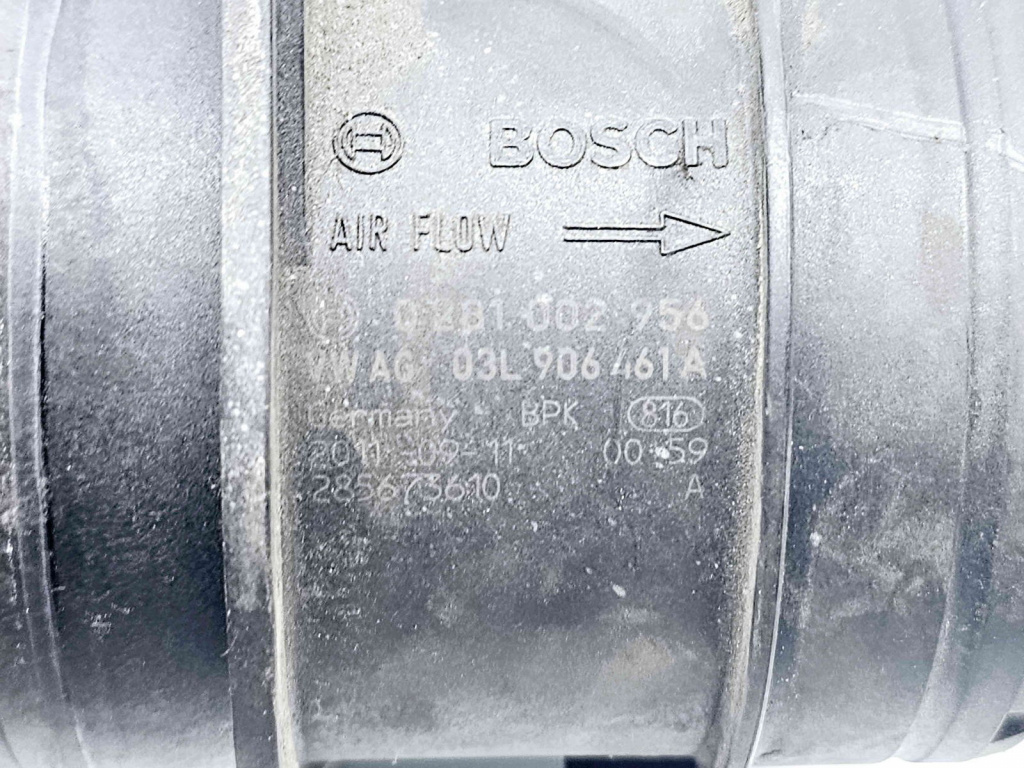 BOSCH
AIR FLOW
0 281 002 956
VW AG 03L 906 461 A
Germany BPK 816
2011-09-11 00:59
285673610 A